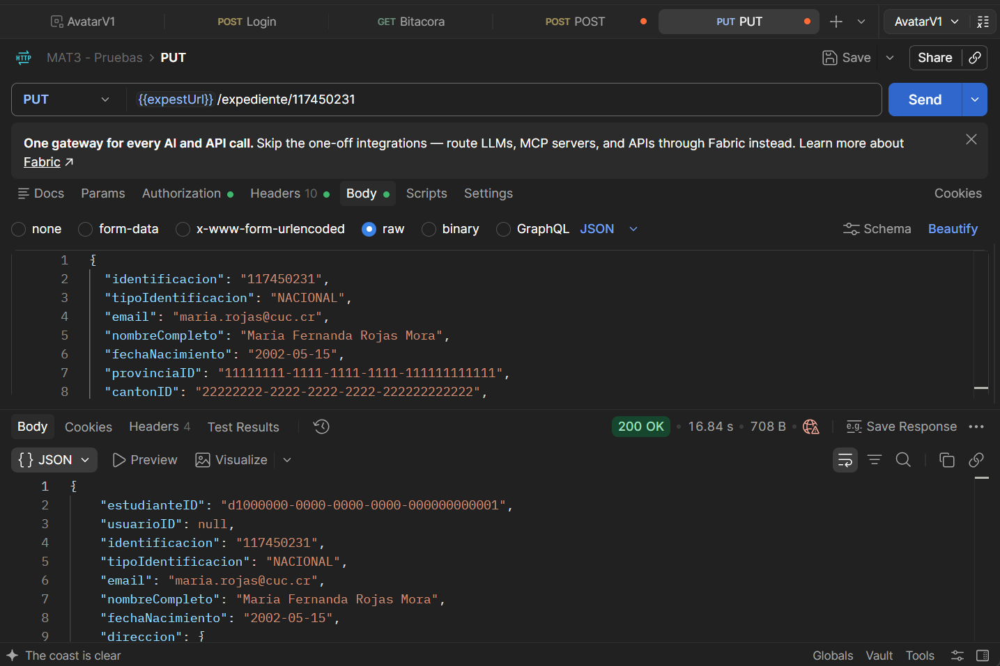 AvatarV1
POST Login
GET Bitacora
POST POST
PUT PUT
AvatarV1
HTTP MAT3 - Pruebas > PUT
Save
Share
PUT
{{expestUrl}} /expediente/117450231
Send
One gateway for every AI and API call. Skip the one-off integrations — route LLMs, MCP servers, and APIs through Fabric instead. Learn more about
Fabric ↗
Docs Params Authorization Headers 10 Body Scripts Settings Cookies
none form-data x-www-form-urlencoded raw binary GraphQL JSON Schema Beautify
1 {
2 "identificacion": "117450231",
3 "tipoIdentificacion": "NACIONAL",
4 "email": "maria.rojas@cuc.cr",
5 "nombreCompleto": "Maria Fernanda Rojas Mora",
6 "fechaNacimiento": "2002-05-15",
7 "provinciaID": "11111111-1111-1111-1111-111111111111",
8 "cantonID": "22222222-2222-2222-2222-222222222222",
Body Cookies Headers 4 Test Results 200 OK • 16.84 s • 708 B • e.g. Save Response
{} JSON Preview Visualize
1 {
2 "estudianteID": "d1000000-0000-0000-0000-000000000001",
3 "usuarioID": null,
4 "identificacion": "117450231",
5 "tipoIdentificacion": "NACIONAL",
6 "email": "maria.rojas@cuc.cr",
7 "nombreCompleto": "Maria Fernanda Rojas Mora",
8 "fechaNacimiento": "2002-05-15",
9 "direccion": {
The coast is clear
Globals Vault Tools